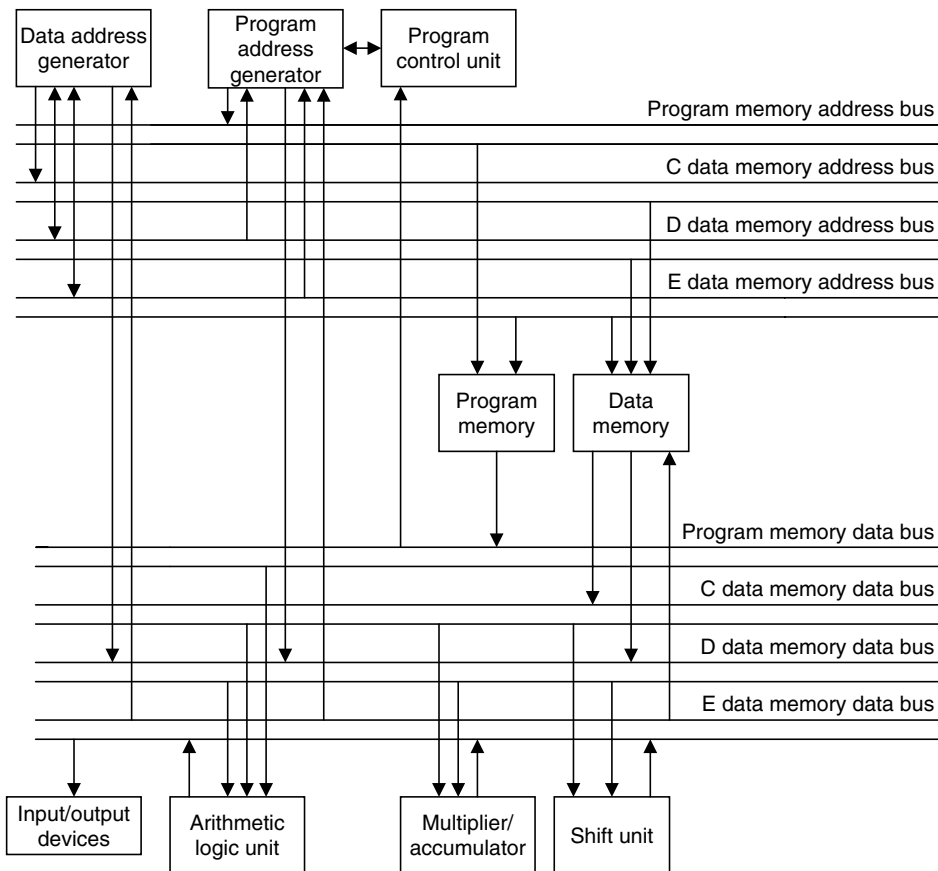 Data address
generator
Program
address
generator
Program
control unit
Program memory address bus
C data memory address bus
D data memory address bus
E data memory address bus
Program
memory
Data
memory
Program memory data bus
C data memory data bus
D data memory data bus
E data memory data bus
Input/output
devices
Arithmetic
logic unit
Multiplier/
accumulator
Shift unit